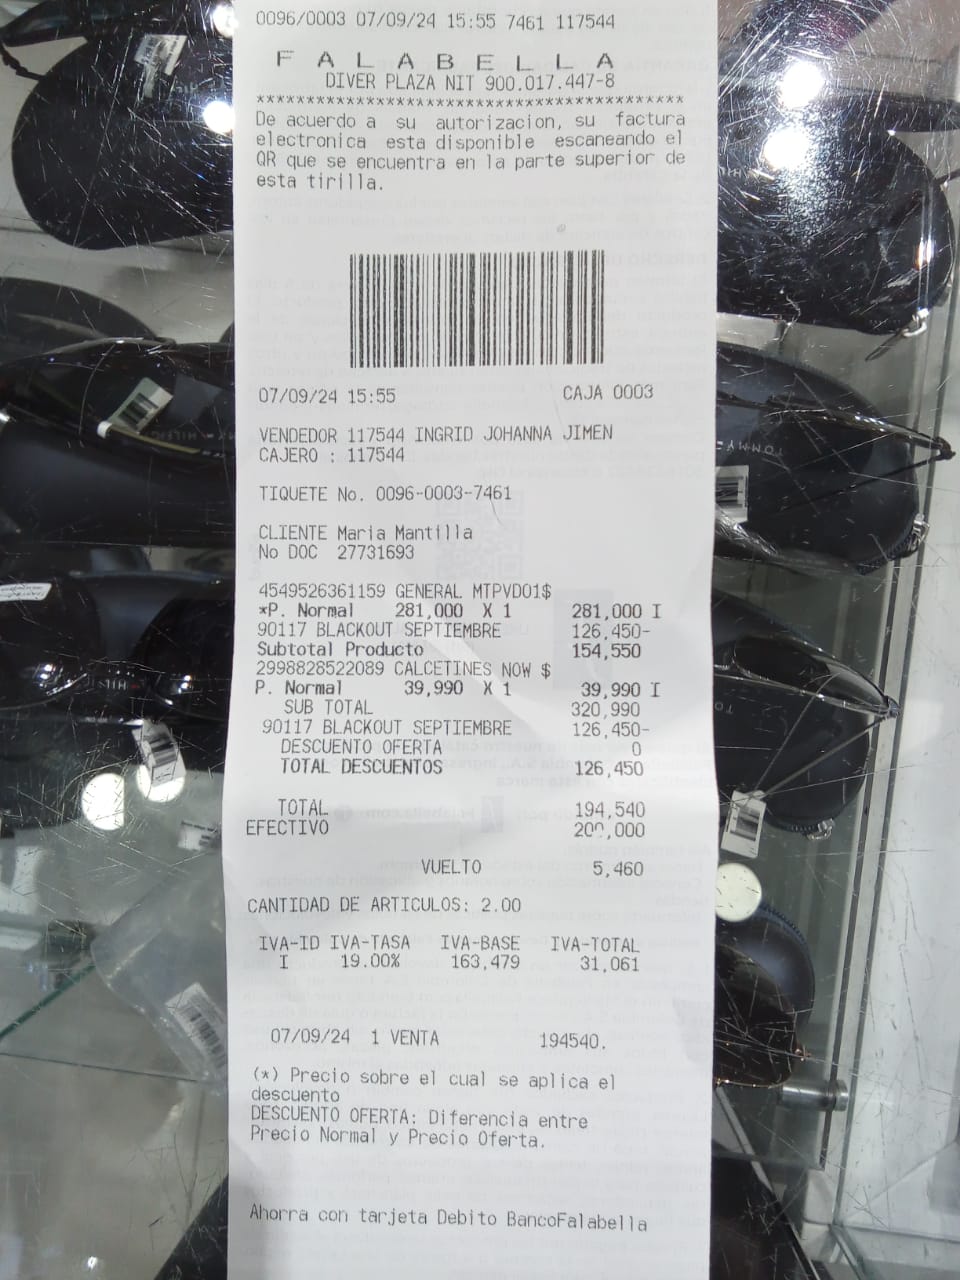 0096/0003 07/09/24 15:55 7461 117544
F A L A B E L L A
DIVER PLAZA NIT 900.017.447-8
********************************************
De acuerdo a su autorizacion, su factura
electronica esta disponible escaneando el
QR que se encuentra en la parte superior de
esta tirilla.
07/09/24 15:55 CAJA 0003
VENDEDOR 117544 INGRID JOHANNA JIMEN
CAJERO : 117544
TIQUETE No. 0096-0003-7461
CLIENTE Maria Mantilla
No DOC 27731693
4549526361159 GENERAL MTPVD01$
*P. Normal 281,000 X 1 281,000 I
90117 BLACKOUT SEPTIEMBRE 126,450-
Subtotal Producto 154,550
2998828522089 CALCETINES NOW $
P. Normal 39,990 X 1 39,990 I
SUB TOTAL 320,990
90117 BLACKOUT SEPTIEMBRE 126,450-
DESCUENTO OFERTA 0
TOTAL DESCUENTOS 126,450
TOTAL 194,540
EFECTIVO 200,000
VUELTO 5,460
CANTIDAD DE ARTICULOS: 2.00
IVA-ID IVA-TASA IVA-BASE IVA-TOTAL
I 19.00% 163,479 31,061
07/09/24 1 VENTA 194540.
(*) Precio sobre el cual se aplica el
descuento
DESCUENTO OFERTA: Diferencia entre
Precio Normal y Precio Oferta.
Ahorra con tarjeta Debito BancoFalabella
TOMMY